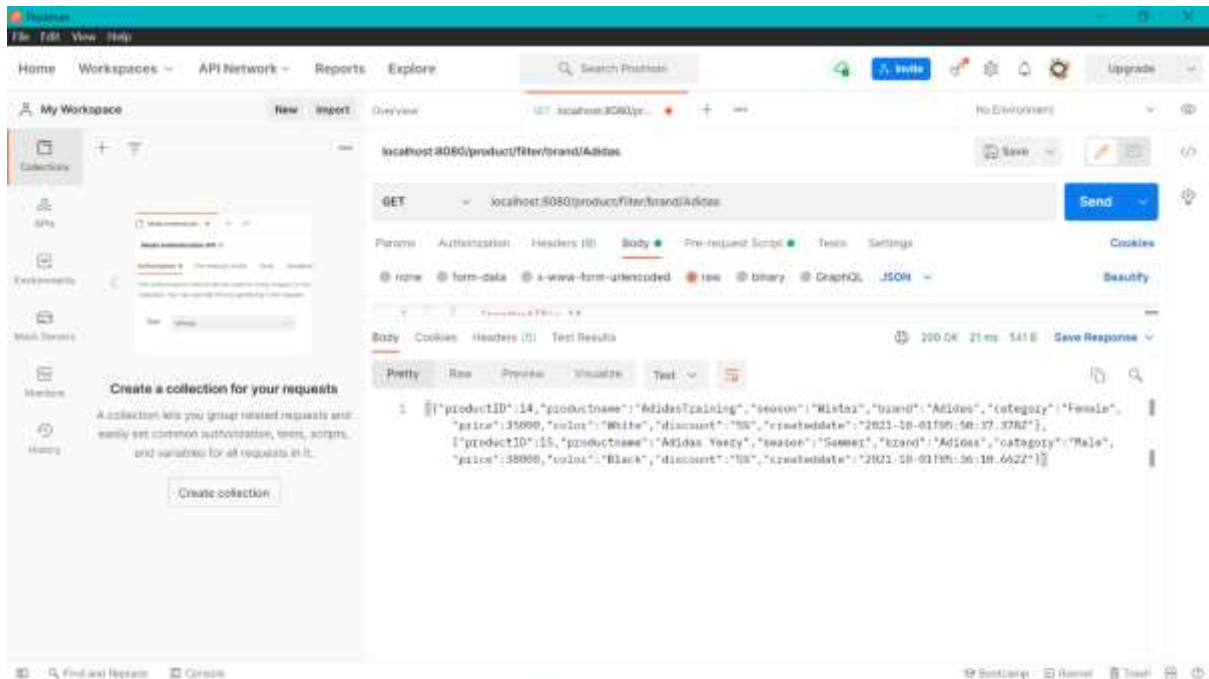 Postman
File Edit View Help
Home Workspaces API Network Reports Explore
Search Postman
Invite
Upgrade
My Workspace
New Import
Overview
GET localhost:8080/pr...
No Environment
Collections
APIs
Environments
Mock Servers
Monitors
History
Create a collection for your requests
A collection lets you group related requests and
easily set common authorization, tests, scripts,
and variables for all requests in it.
Create collection
localhost:8080/product/filter/brand/Adidas
Save
GET
localhost:8080/product/filter/brand/Adidas
Send
Params Authorization Headers (8) Body Pre-request Script Tests Settings
Cookies
none form-data x-www-form-urlencoded raw binary GraphQL JSON
Beautify
Body Cookies Headers (5) Test Results
200 OK 21 ms 541 B Save Response
Pretty Raw Preview Visualize Text
1 [{"productID":14,"productname":"AdidasTraining","season":"Winter","brand":"Adidas","category":"Female",
"price":35000,"color":"White","discount":"5%","createddate":
{"productID":15,"productname":"Adidas Yeezy","season":"Summer","brand":"Adidas","category":"Male",
"price":38000,"color":"Black","discount":"5%","createddate":
Find and Replace Console
Bootcamp Runner Trash